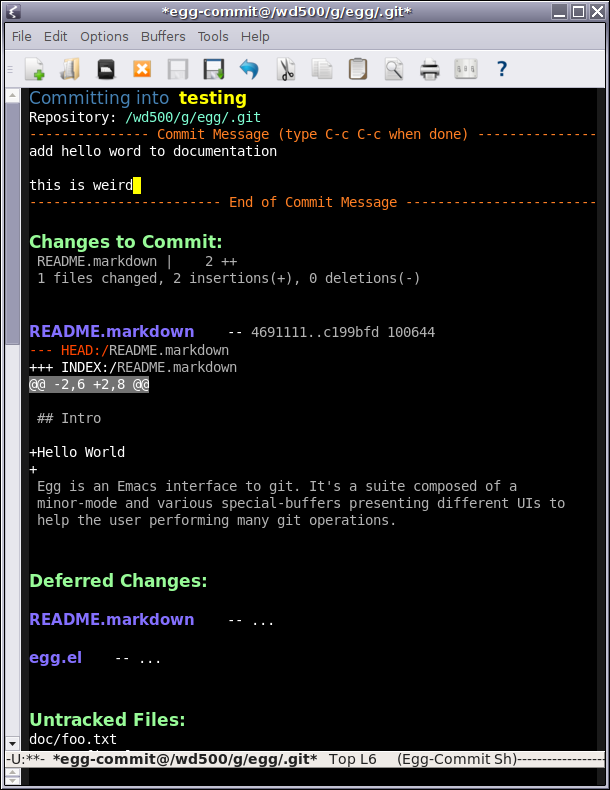 *egg-commit@/wd500/g/egg/.git*
File Edit Options Buffers Tools Help
Committing into testing
Repository: /wd500/g/egg/.git
--------------- Commit Message (type C-c C-c when done) ---------------
add hello word to documentation
this is weird
------------------------ End of Commit Message ------------------------
Changes to Commit:
README.markdown |    2 ++
1 files changed, 2 insertions(+), 0 deletions(-)
README.markdown -- 4691111..c199bfd 100644
--- HEAD:/README.markdown
+++ INDEX:/README.markdown
@@ -2,6 +2,8 @@
## Intro
+Hello World
+
Egg is an Emacs interface to git. It's a suite composed of a
minor-mode and various special-buffers presenting different UIs to
help the user performing many git operations.
Deferred Changes:
README.markdown -- ...
egg.el -- ...
Untracked Files:
doc/foo.txt
-U:**- *egg-commit@/wd500/g/egg/.git* Top L6 (Egg-Commit Sh)-----------------